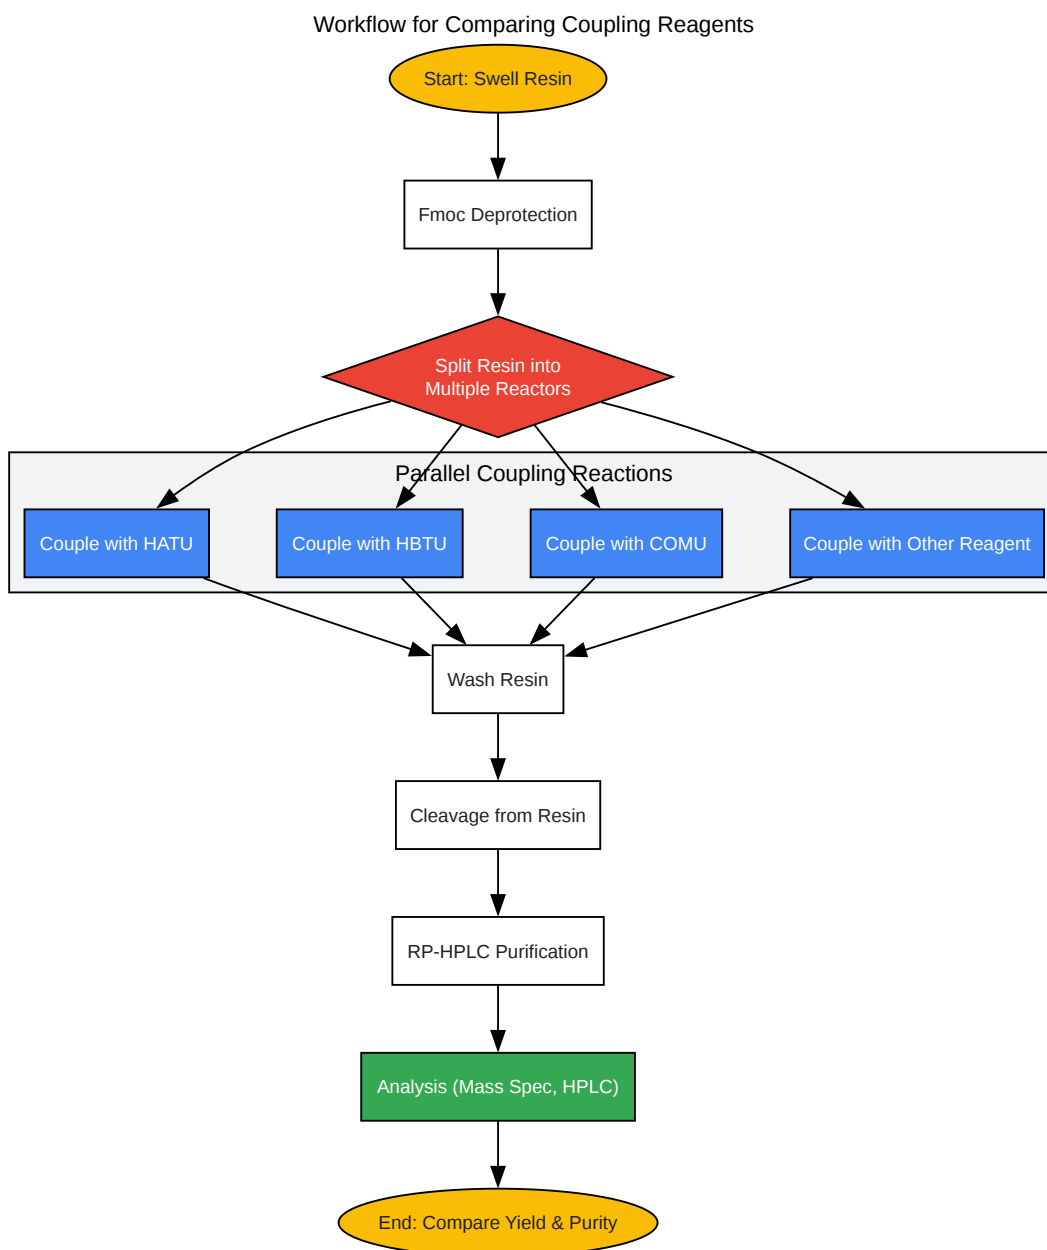 Workflow for Comparing Coupling Reagents
Start: Swell Resin
Fmoc Deprotection
Split Resin into
Multiple Reactors
Parallel Coupling Reactions
Couple with HATU
Couple with HBTU
Couple with COMU
Couple with Other Reagent
Wash Resin
Cleavage from Resin
RP-HPLC Purification
Analysis (Mass Spec, HPLC)
End: Compare Yield & Purity